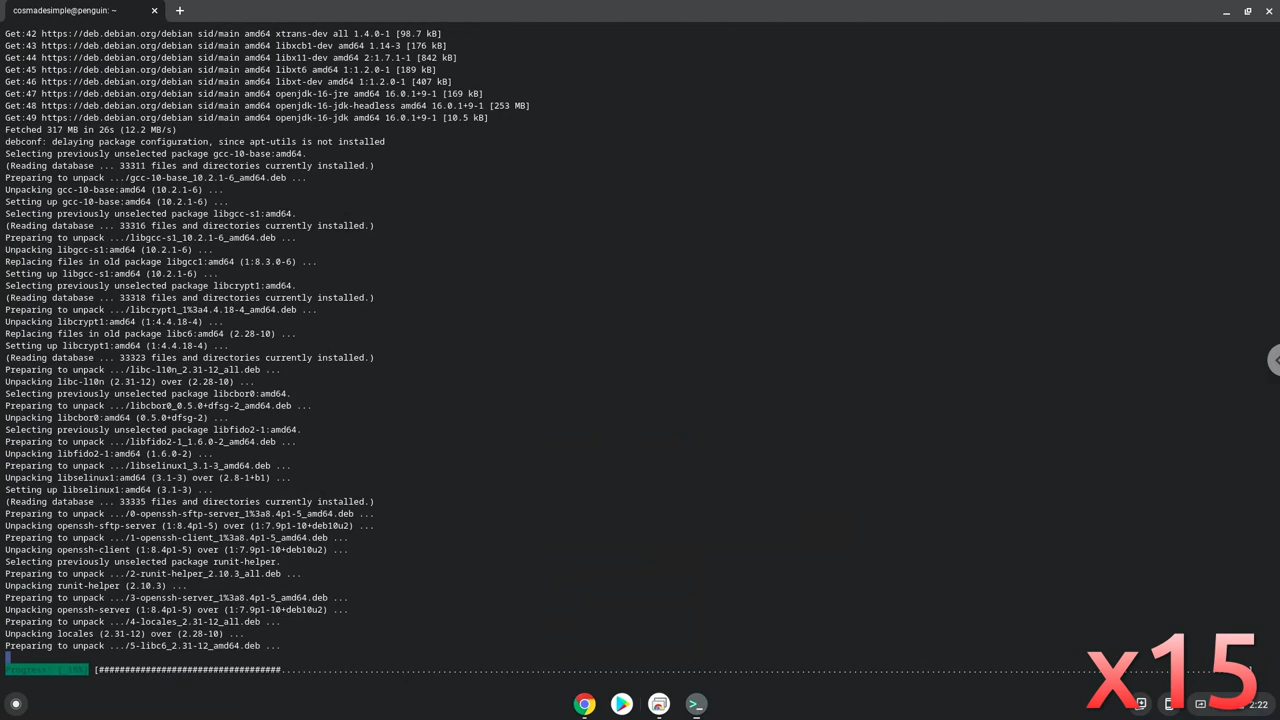 cosmadesimple@penguin: ~
Get:42 https://deb.debian.org/debian sid/main amd64 xtrans-dev all 1.4.0-1 [98.7 kB]
Get:43 https://deb.debian.org/debian sid/main amd64 libxcb1-dev amd64 1.14-3 [176 kB]
Get:44 https://deb.debian.org/debian sid/main amd64 libx11-dev amd64 2:1.7.1-1 [842 kB]
Get:45 https://deb.debian.org/debian sid/main amd64 libxt6 amd64 1:1.2.0-1 [189 kB]
Get:46 https://deb.debian.org/debian sid/main amd64 libxt-dev amd64 1:1.2.0-1 [407 kB]
Get:47 https://deb.debian.org/debian sid/main amd64 openjdk-16-jre amd64 16.0.1+9-1 [169 kB]
Get:48 https://deb.debian.org/debian sid/main amd64 openjdk-16-jdk-headless amd64 16.0.1+9-1 [253 MB]
Get:49 https://deb.debian.org/debian sid/main amd64 openjdk-16-jdk amd64 16.0.1+9-1 [10.5 kB]
Fetched 317 MB in 26s (12.2 MB/s)
debconf: delaying package configuration, since apt-utils is not installed
Selecting previously unselected package gcc-10-base:amd64.
(Reading database ... 33311 files and directories currently installed.)
Preparing to unpack .../gcc-10-base_10.2.1-6_amd64.deb ...
Unpacking gcc-10-base:amd64 (10.2.1-6) ...
Setting up gcc-10-base:amd64 (10.2.1-6) ...
Selecting previously unselected package libgcc-s1:amd64.
(Reading database ... 33316 files and directories currently installed.)
Preparing to unpack .../libgcc-s1_10.2.1-6_amd64.deb ...
Unpacking libgcc-s1:amd64 (10.2.1-6) ...
Replacing files in old package libgcc1:amd64 (1:8.3.0-6) ...
Setting up libgcc-s1:amd64 (10.2.1-6) ...
Selecting previously unselected package libcrypt1:amd64.
(Reading database ... 33318 files and directories currently installed.)
Preparing to unpack .../libcrypt1_1%3a4.4.18-4_amd64.deb ...
Unpacking libcrypt1:amd64 (1:4.4.18-4) ...
Replacing files in old package libc6:amd64 (2.28-10) ...
Setting up libcrypt1:amd64 (1:4.4.18-4) ...
(Reading database ... 33323 files and directories currently installed.)
Preparing to unpack .../libc-l10n_2.31-12_all.deb ...
Unpacking libc-l10n (2.31-12) over (2.28-10) ...
Selecting previously unselected package libcbor0:amd64.
Preparing to unpack .../libcbor0_0.5.0+dfsg-2_amd64.deb ...
Unpacking libcbor0:amd64 (0.5.0+dfsg-2) ...
Selecting previously unselected package libfido2-1:amd64.
Preparing to unpack .../libfido2-1_1.6.0-2_amd64.deb ...
Unpacking libfido2-1:amd64 (1.6.0-2) ...
Preparing to unpack .../libselinux1_3.1-3_amd64.deb ...
Unpacking libselinux1:amd64 (3.1-3) over (2.8-1+b1) ...
Setting up libselinux1:amd64 (3.1-3) ...
(Reading database ... 33335 files and directories currently installed.)
Preparing to unpack .../0-openssh-sftp-server_1%3a8.4p1-5_amd64.deb ...
Unpacking openssh-sftp-server (1:8.4p1-5) over (1:7.9p1-10+deb10u2) ...
Preparing to unpack .../1-openssh-client_1%3a8.4p1-5_amd64.deb ...
Unpacking openssh-client (1:8.4p1-5) over (1:7.9p1-10+deb10u2) ...
Selecting previously unselected package runit-helper.
Preparing to unpack .../2-runit-helper_2.10.3_all.deb ...
Unpacking runit-helper (2.10.3) ...
Preparing to unpack .../3-openssh-server_1%3a8.4p1-5_amd64.deb ...
Unpacking openssh-server (1:8.4p1-5) over (1:7.9p1-10+deb10u2) ...
Preparing to unpack .../4-locales_2.31-12_all.deb ...
Unpacking locales (2.31-12) over (2.28-10) ...
Preparing to unpack .../5-libc6_2.31-12_amd64.deb ...
Progress: [ 15%]
x15
2:22